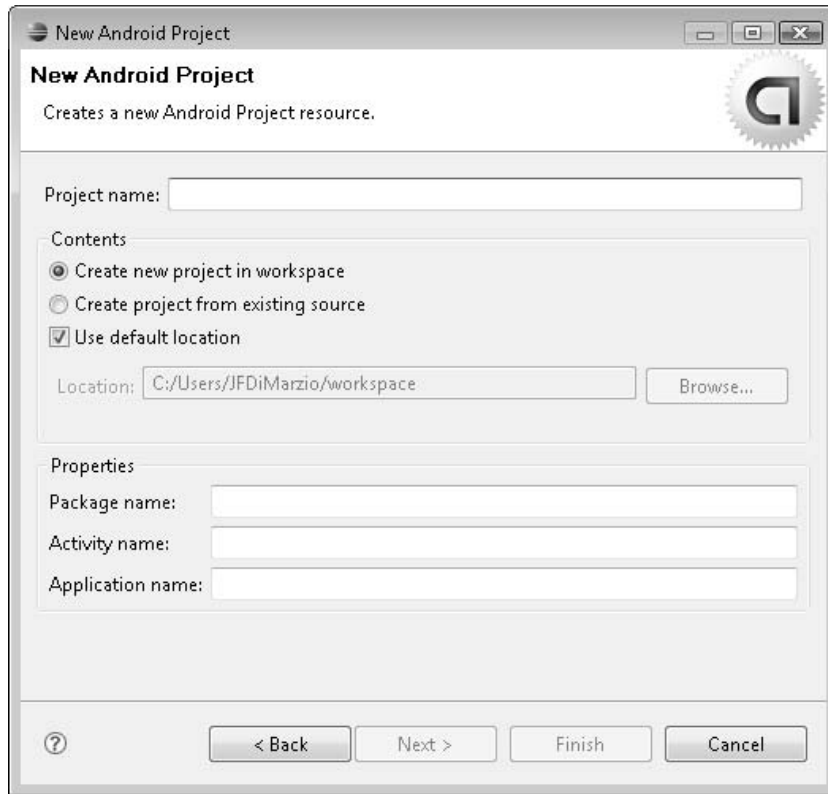 New Android Project
New Android Project
Creates a new Android Project resource.
Project name:
Contents
Create new project in workspace
Create project from existing source
Use default location
Location: C:/Users/JFDiMarzio/workspace Browse...
Properties
Package name:
Activity name:
Application name:
? < Back Next > Finish Cancel